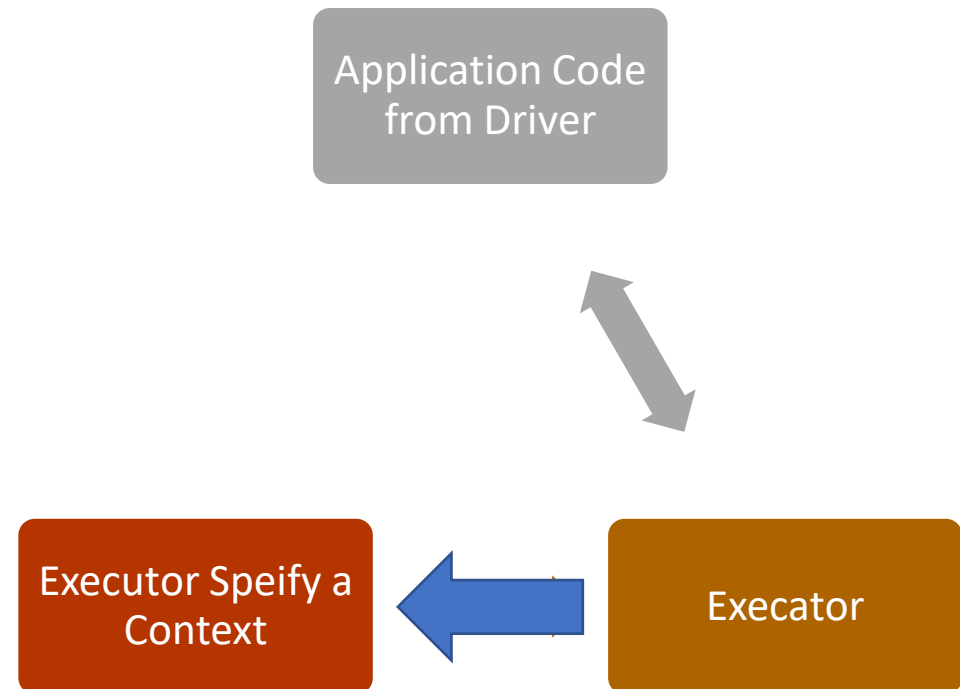 Application Code
from Driver
Executor Speify a
Context
Execator